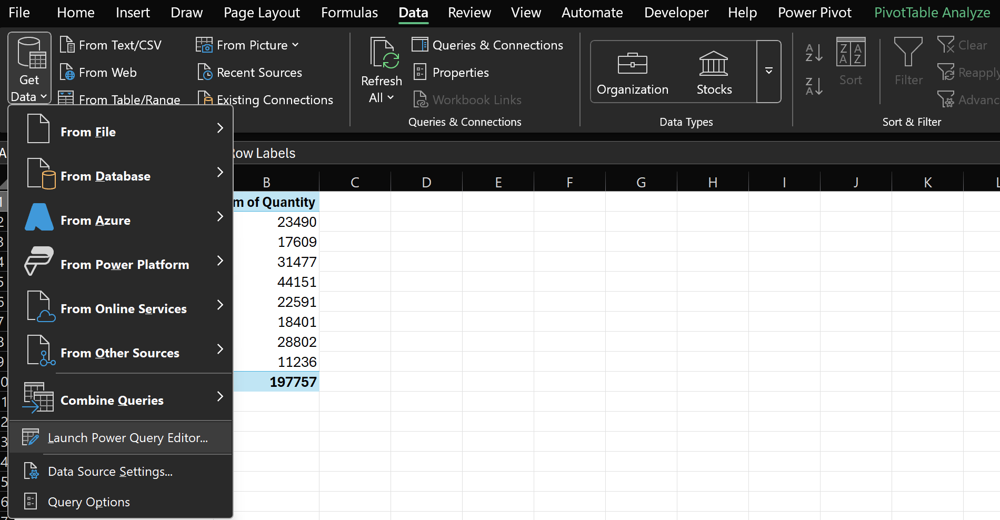 File Home Insert Draw Page Layout Formulas Data Review View Automate Developer Help Power Pivot PivotTable Analyze
Get
Data
From Text/CSV
From Web
From Table/Range
From Picture
Recent Sources
Existing Connections
Refresh
All
Queries & Connections
Properties
Workbook Links
Queries & Connections
Organization
Stocks
Data Types
A
Z
Z
A
Z A
A Z
Sort
Filter
Clear
Reapply
Advanc
Sort & Filter
From File
From Database
From Azure
From Power Platform
From Online Services
From Other Sources
Combine Queries
Launch Power Query Editor...
Data Source Settings...
Query Options
A
Row Labels
B C D E F G H I J K L
1 m of Quantity
2 23490
3 17609
4 31477
5 44151
6 22591
7 18401
8 28802
9 11236
0 197757
1
2
3
4
5
6
7